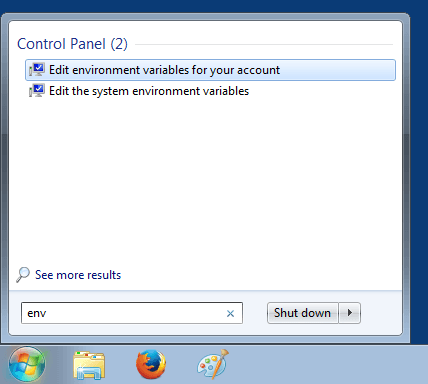 Control Panel (2)
Edit environment variables for your account
Edit the system environment variables
See more results
env
Shut down